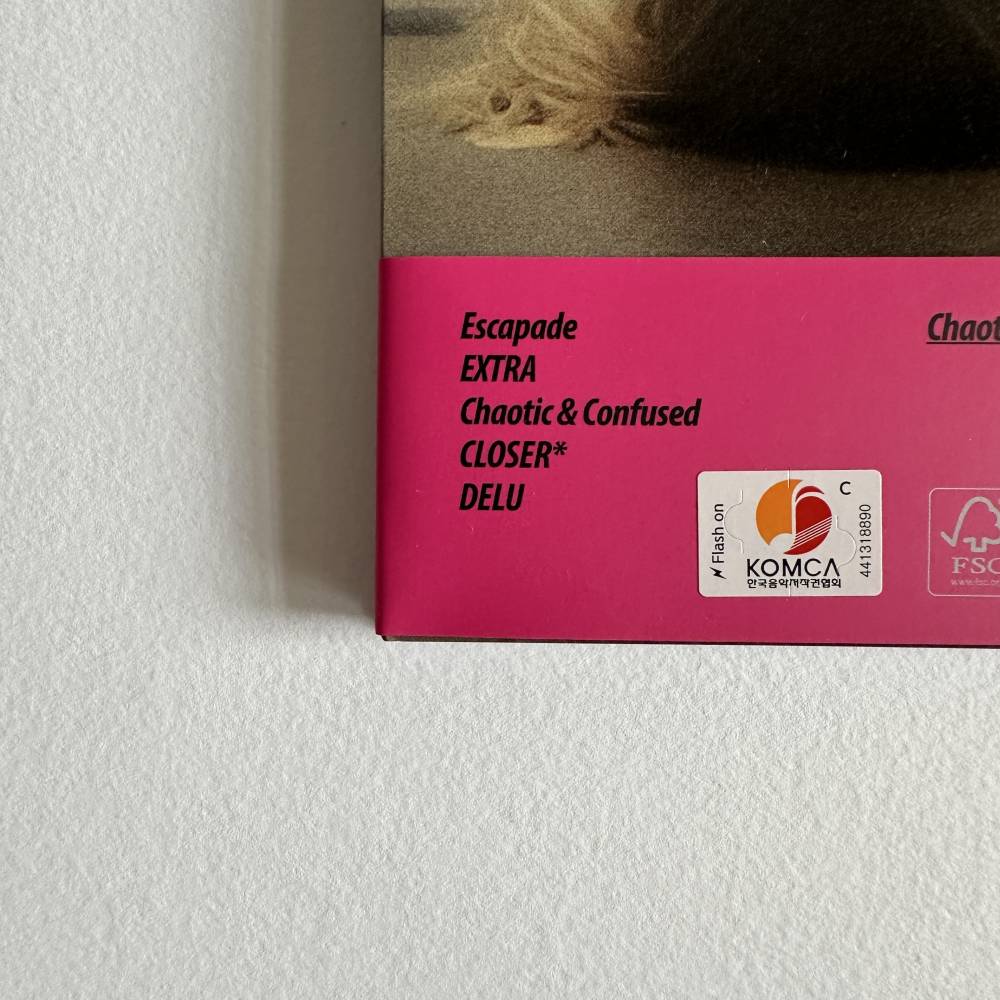 Escapade
EXTRA
Chaotic & Confused
CLOSER*
DELU
Chaot
Flash on
C
KOMCA
한국음악저작권협회
441318890
FSC